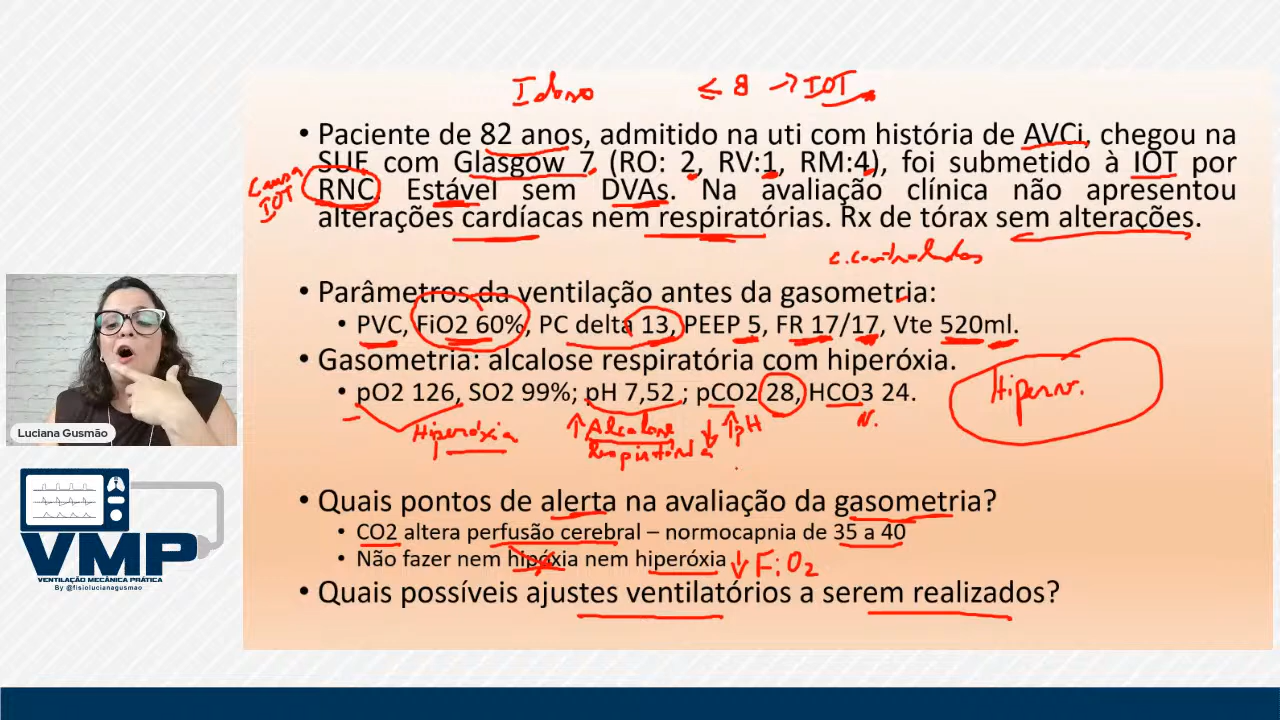 Idoso ≤ 8 → IOT
• Paciente de 82 anos, admitido na uti com história de AVCi, chegou na
SUE com Glasgow 7 (RO: 2, RV:1, RM:4), foi submetido à IOT por
Causa
IOT
RNC. Estável sem DVAs. Na avaliação clínica não apresentou
alterações cardíacas nem respiratórias. Rx de tórax sem alterações.
c. controlados
• Parâmetros da ventilação antes da gasometria:
• PVC, FiO2 60%, PC delta 13, PEEP 5, FR 17/17, Vte 520ml.
• Gasometria: alcalose respiratória com hiperóxia.
• pO2 126, SO2 99%; pH 7,52 ; pCO2 28, HCO3 24.
Hiperv.
Hiperóxia ↑ Alcalose ↓ ↑pH N.
Respiratória
• Quais pontos de alerta na avaliação da gasometria?
• CO2 altera perfusão cerebral – normocapnia de 35 a 40
• Não fazer nem hipóxia nem hiperóxia ↓ FiO2
• Quais possíveis ajustes ventilatórios a serem realizados?
Luciana Gusmão
VMP
VENTILAÇÃO MECÂNICA PRÁTICA
By @fisiolucianagusmao